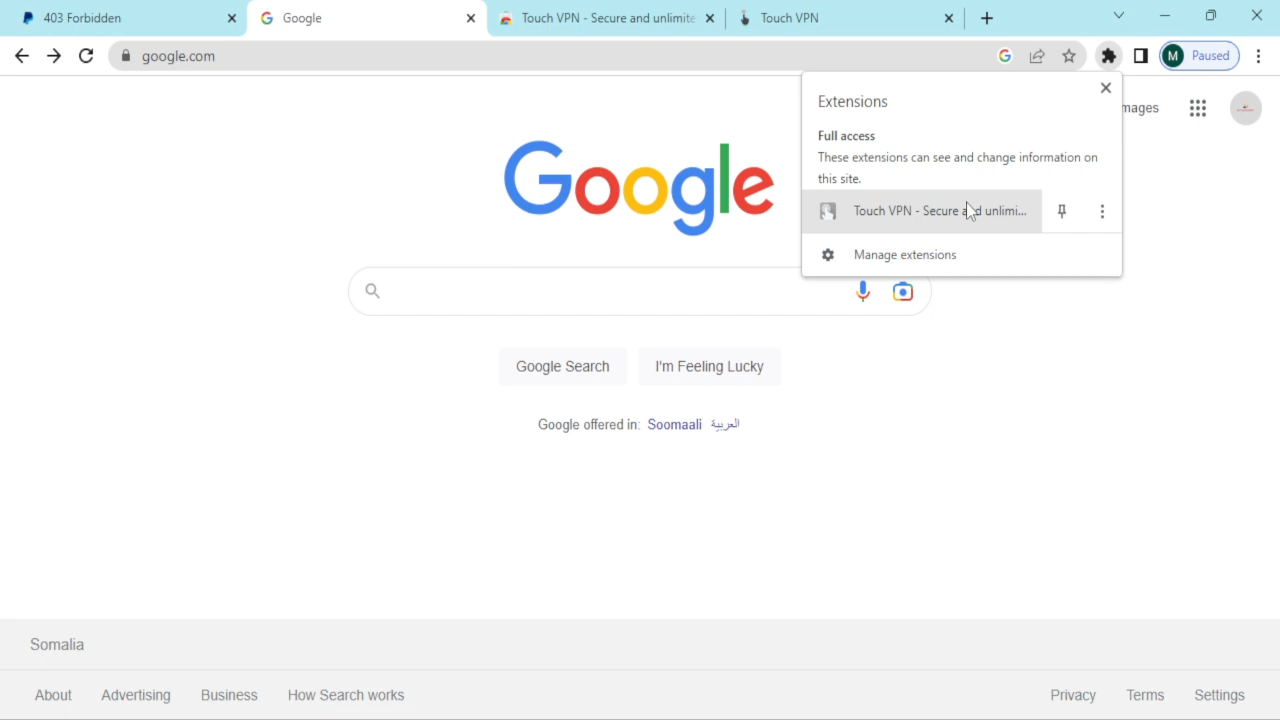 403 Forbidden
Google
Touch VPN - Secure and unlimite
Touch VPN
google.com
M Paused
Extensions
mages
Full access
These extensions can see and change information on
this site.
Touch VPN - Secure and unlimi...
Manage extensions
Google
Google Search
I'm Feeling Lucky
Google offered in: Soomaali العربية
Somalia
About
Advertising
Business
How Search works
Privacy
Terms
Settings